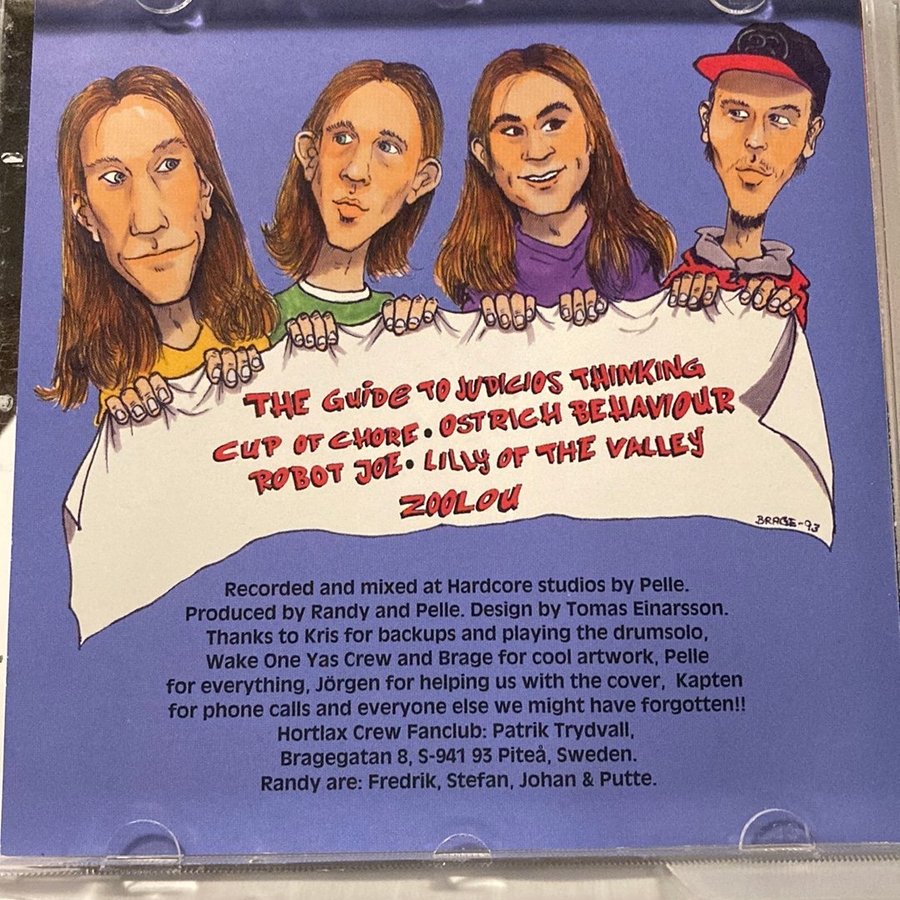 THE GUiDE TO JUDICIOS THINKING
CUP OF CHORE • OSTRICH BEHAVIOUR
ROBOT JOE • LILLY OF THE VALLEY
ZOOLOU
BRAGE-93
Recorded and mixed at Hardcore studios by Pelle.
Produced by Randy and Pelle. Design by Tomas Einarsson.
Thanks to Kris for backups and playing the drumsolo,
Wake One Yas Crew and Brage for cool artwork, Pelle
for everything, Jörgen for helping us with the cover, Kapten
for phone calls and everyone else we might have forgotten!!
Hortlax Crew Fanclub: Patrik Trydvall,
Bragegatan 8, S-941 93 Piteå, Sweden.
Randy are: Fredrik, Stefan, Johan & Putte.